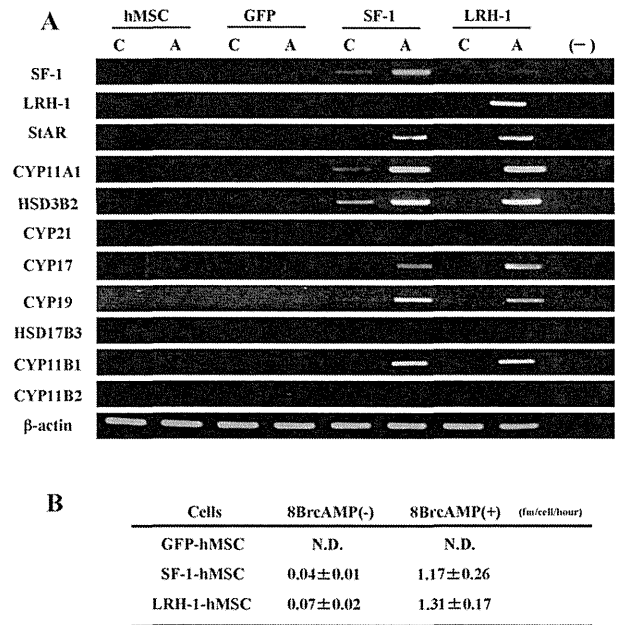 A
hMSC GFP SF-1 LRH-1
C A C A C A C A (−)
SF-1
LRH-1
StAR
CYP11A1
HSD3B2
CYP21
CYP17
CYP19
HSD17B3
CYP11B1
CYP11B2
β-actin
B
Cells 8BrcAMP(-) 8BrcAMP(+) (fm/cell/hour)
GFP-hMSC N.D. N.D.
SF-1-hMSC 0.04±0.01 1.17±0.26
LRH-1-hMSC 0.07±0.02 1.31±0.17